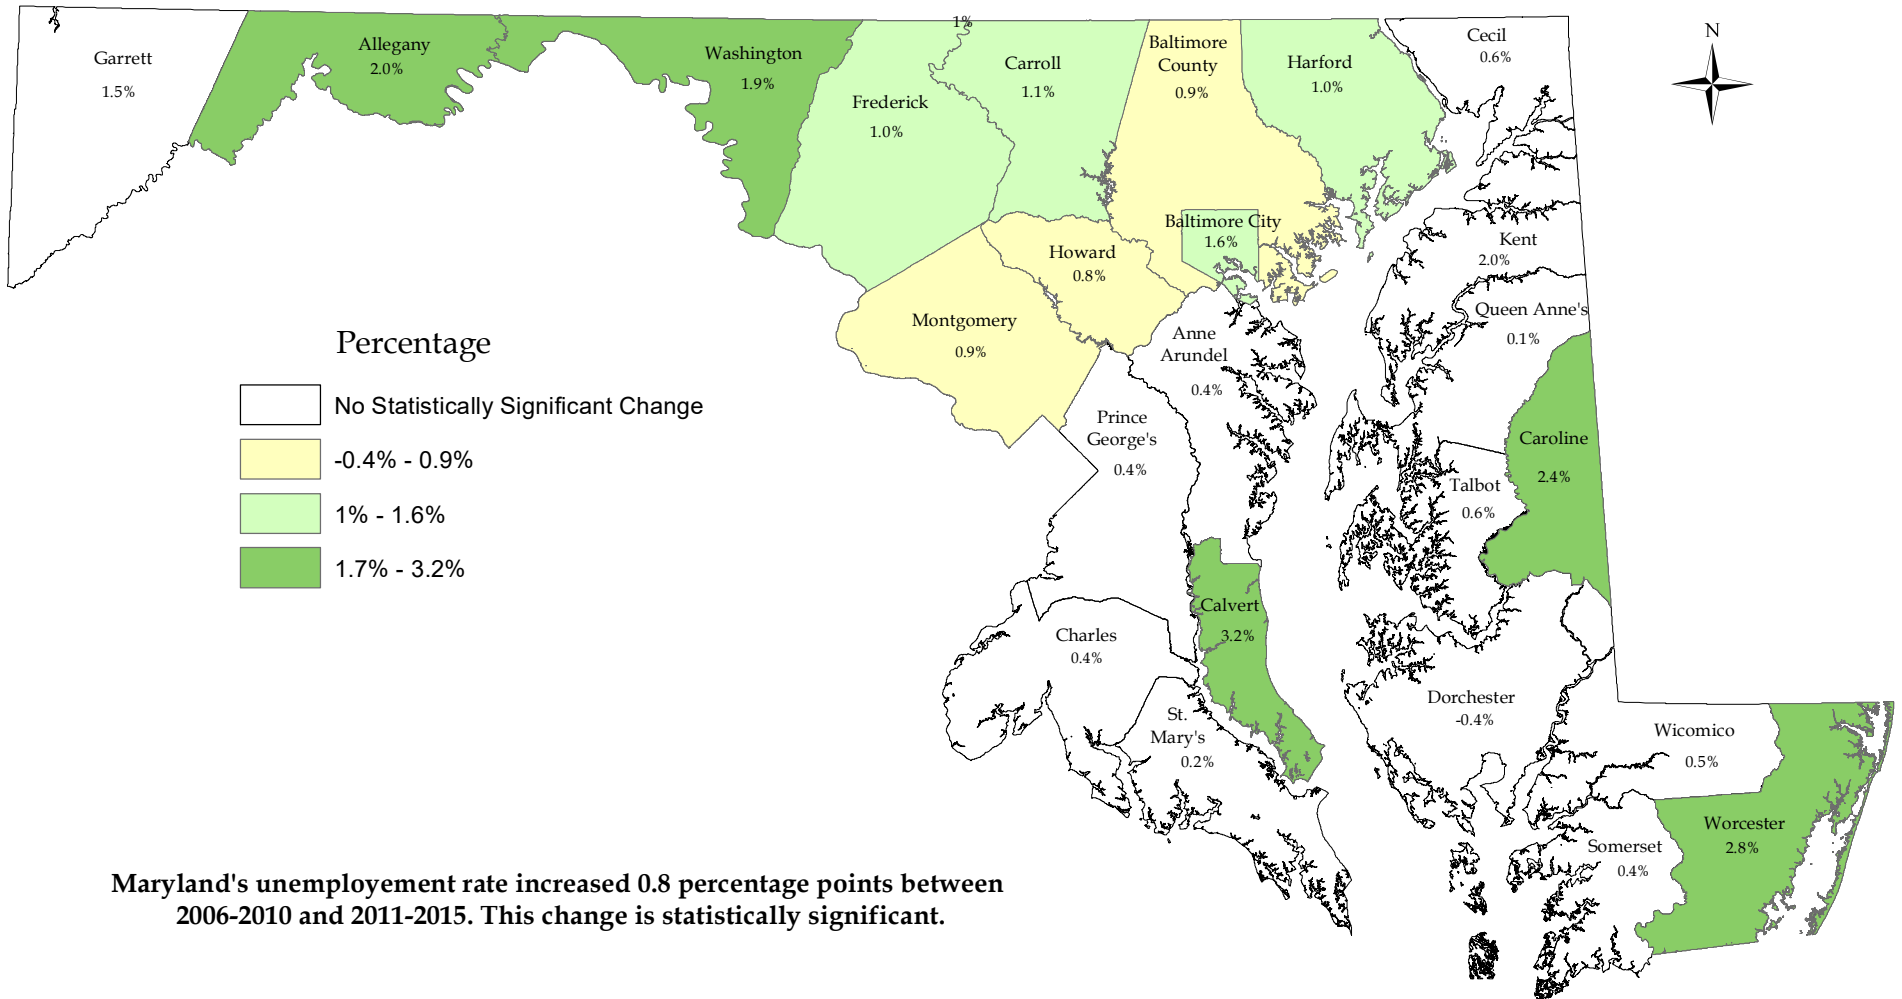 1%
N
Garrett
1.5%
Allegany
2.0%
Washington
1.9%
Frederick
1.0%
Carroll
1.1%
Baltimore
County
0.9%
Harford
1.0%
Cecil
0.6%
Baltimore City
1.6%
Howard
0.8%
Montgomery
0.9%
Kent
2.0%
Queen Anne's
0.1%
Anne
Arundel
0.4%
Prince
George's
0.4%
Caroline
2.4%
Talbot
0.6%
Calvert
3.2%
Charles
0.4%
St.
Mary's
0.2%
Dorchester
-0.4%
Wicomico
0.5%
Worcester
2.8%
Somerset
0.4%
Percentage
No Statistically Significant Change
-0.4% - 0.9%
1% - 1.6%
1.7% - 3.2%
Maryland's unemployement rate increased 0.8 percentage points between
2006-2010 and 2011-2015. This change is statistically significant.